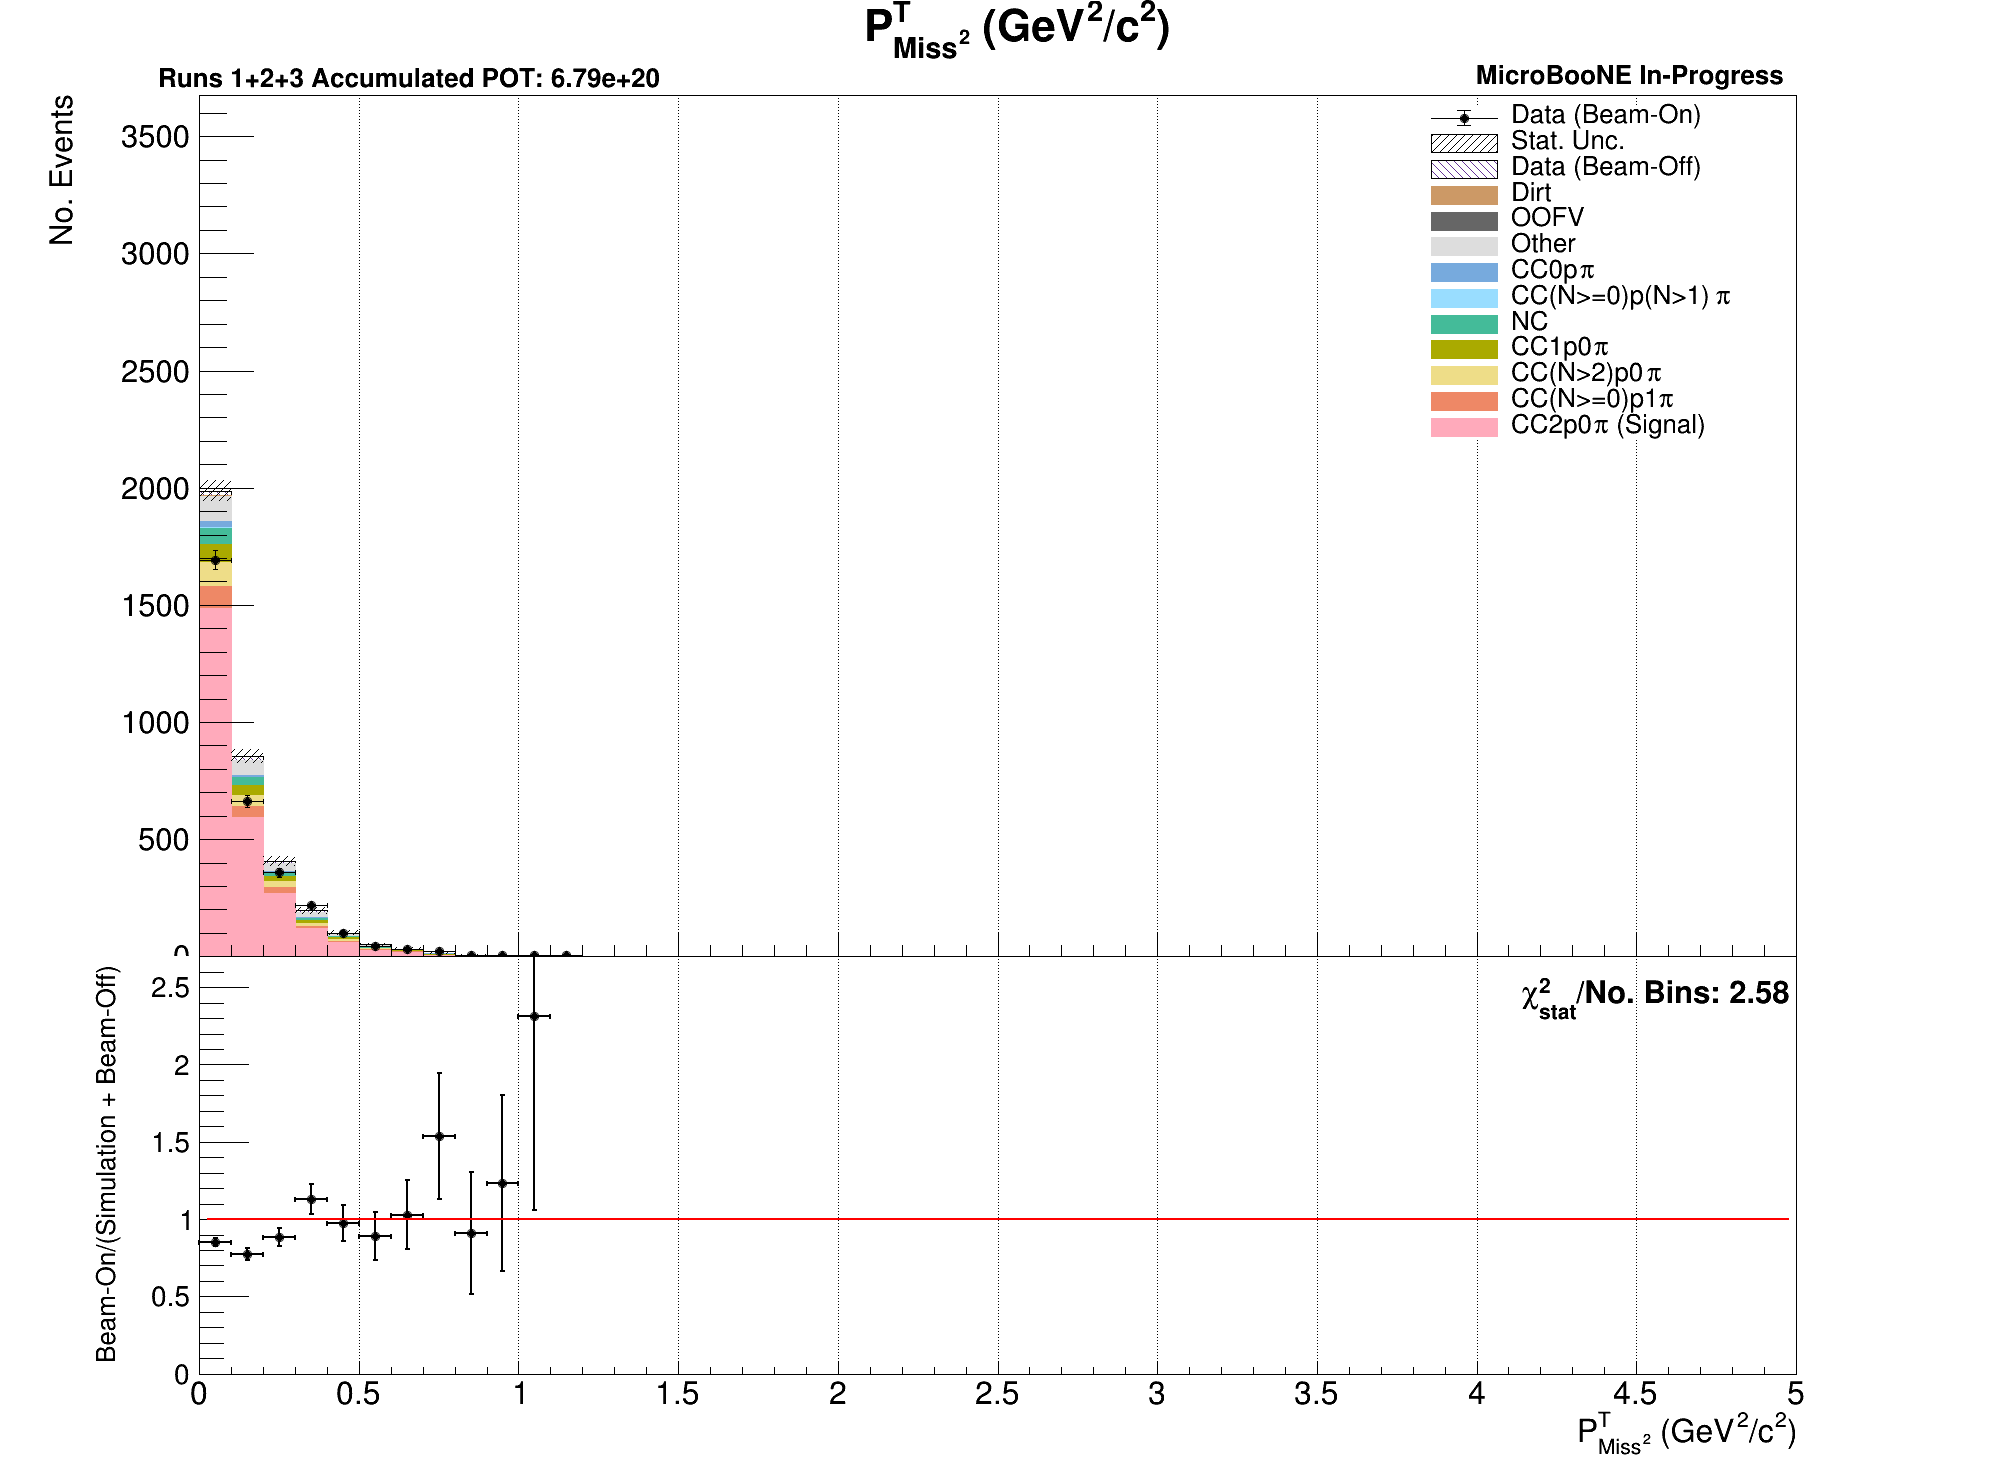 P^T_Miss² (GeV²/c²)
Runs 1+2+3 Accumulated POT: 6.79e+20
MicroBooNE In-Progress
No. Events
3500
3000
2500
2000
1500
1000
500
0
Data (Beam-On)
Stat. Unc.
Data (Beam-Off)
Dirt
OOFV
Other
CC0pπ
CC(N>=0)p(N>1) π
NC
CC1p0π
CC(N>2)p0π
CC(N>=0)p1π
CC2p0π (Signal)
Beam-On/(Simulation + Beam-Off)
2.5
2
1.5
1
0.5
0
χ²_stat/No. Bins: 2.58
0 0.5 1 1.5 2 2.5 3 3.5 4 4.5 5
P^T_Miss² (GeV²/c²)